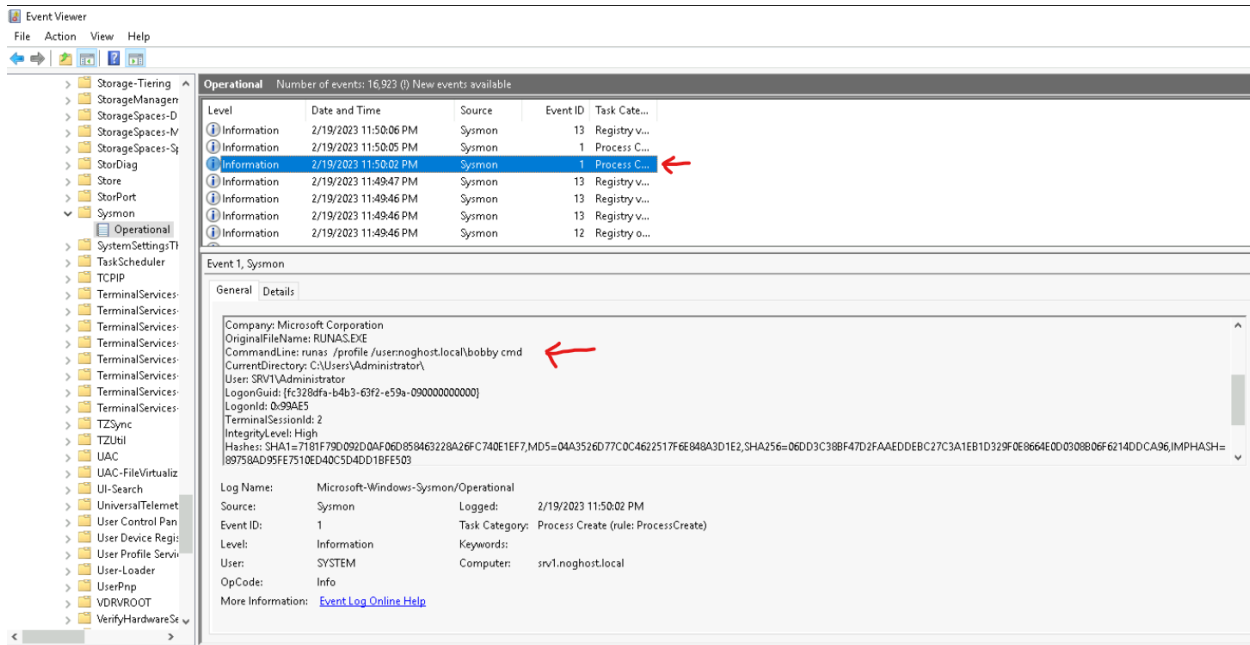 Event Viewer
File Action View Help
Storage-Tiering
StorageManagem
StorageSpaces-D
StorageSpaces-M
StorageSpaces-Sp
StorDiag
Store
StorPort
Sysmon
Operational
SystemSettingsTh
TaskScheduler
TCPIP
TerminalServices-
TerminalServices-
TerminalServices-
TerminalServices-
TerminalServices-
TerminalServices-
TerminalServices-
TerminalServices-
TZSync
TZUtil
UAC
UAC-FileVirtualiz
UI-Search
UniversalTelemet
User Control Pan
User Device Regis
User Profile Servi
User-Loader
UserPnp
VDRVROOT
VerifyHardwareSe
Operational Number of events: 16,923 (!) New events available
Level Date and Time Source Event ID Task Cate...
Information 2/19/2023 11:50:06 PM Sysmon 13 Registry v...
Information 2/19/2023 11:50:05 PM Sysmon 1 Process C...
Information 2/19/2023 11:50:02 PM Sysmon 1 Process C...
Information 2/19/2023 11:49:47 PM Sysmon 13 Registry v...
Information 2/19/2023 11:49:46 PM Sysmon 13 Registry v...
Information 2/19/2023 11:49:46 PM Sysmon 13 Registry v...
Information 2/19/2023 11:49:46 PM Sysmon 12 Registry o...
Event 1, Sysmon
General Details
Company: Microsoft Corporation
OriginalFileName: RUNAS.EXE
CommandLine: runas /profile /user:noghost.local\bobby cmd
CurrentDirectory: C:\Users\Administrator\
User: SRV1\Administrator
LogonGuid: {fc328dfa-b4b3-63f2-e59a-090000000000}
LogonId: 0x99AE5
TerminalSessionId: 2
IntegrityLevel: High
Hashes: SHA1=7181F79D092D0AF06D858463228A26FC740E1EF7,MD5=04A3526D77C0C4622517F6E848A3D1E2,SHA256=06DD3C38BF47D2FAAEDDEBC27C3A1EB1D329F0E8664E0D0308B06F6214DDCA96,IMPHASH=
89758AD95FE7510ED40C5D4DD1BFE503
Log Name: Microsoft-Windows-Sysmon/Operational
Source: Sysmon Logged: 2/19/2023 11:50:02 PM
Event ID: 1 Task Category: Process Create (rule: ProcessCreate)
Level: Information Keywords:
User: SYSTEM Computer: srv1.noghost.local
OpCode: Info
More Information: Event Log Online Help